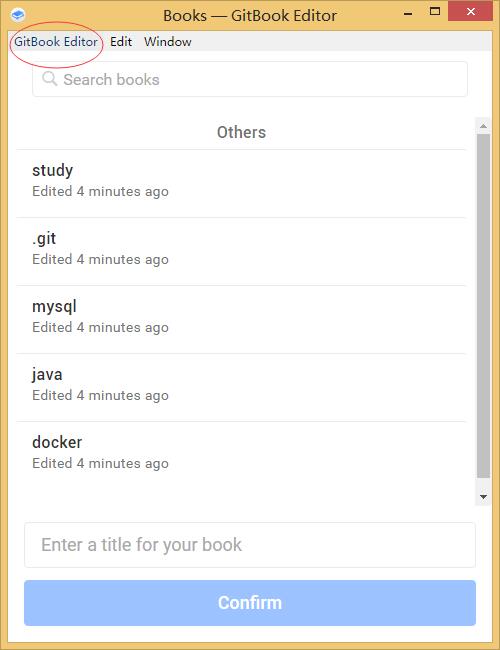 Books — GitBook Editor
GitBook Editor Edit Window
Search books
Others
study
Edited 4 minutes ago
.git
Edited 4 minutes ago
mysql
Edited 4 minutes ago
java
Edited 4 minutes ago
docker
Edited 4 minutes ago
Enter a title for your book
Confirm